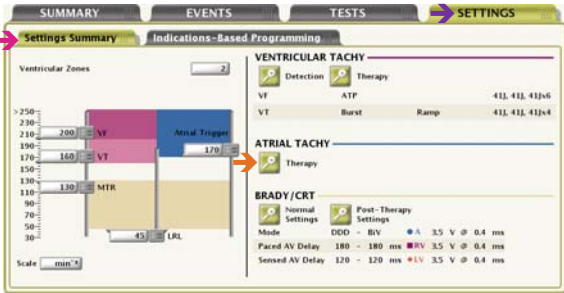 SUMMARY EVENTS TESTS SETTINGS
Settings Summary Indications-Based Programming
Ventricular Zones 2
>250
230
210 200 VF Atrial Trigger
190
170 160 VT 170
150
130 130 MTR
110
90
70
50 45 LRL
30
Scale min⁻¹
VENTRICULAR TACHY
Detection Therapy
VF ATP 41J, 41J, 41Jx6
VT Burst Ramp 41J, 41J, 41Jx4
ATRIAL TACHY
Therapy
BRADY/CRT
Normal Settings Post-Therapy Settings
Mode DDD - BiV A 3.5 V @ 0.4 ms
Paced AV Delay 180 - 180 ms RV 3.5 V @ 0.4 ms
Sensed AV Delay 120 - 120 ms LV 3.5 V @ 0.4 ms